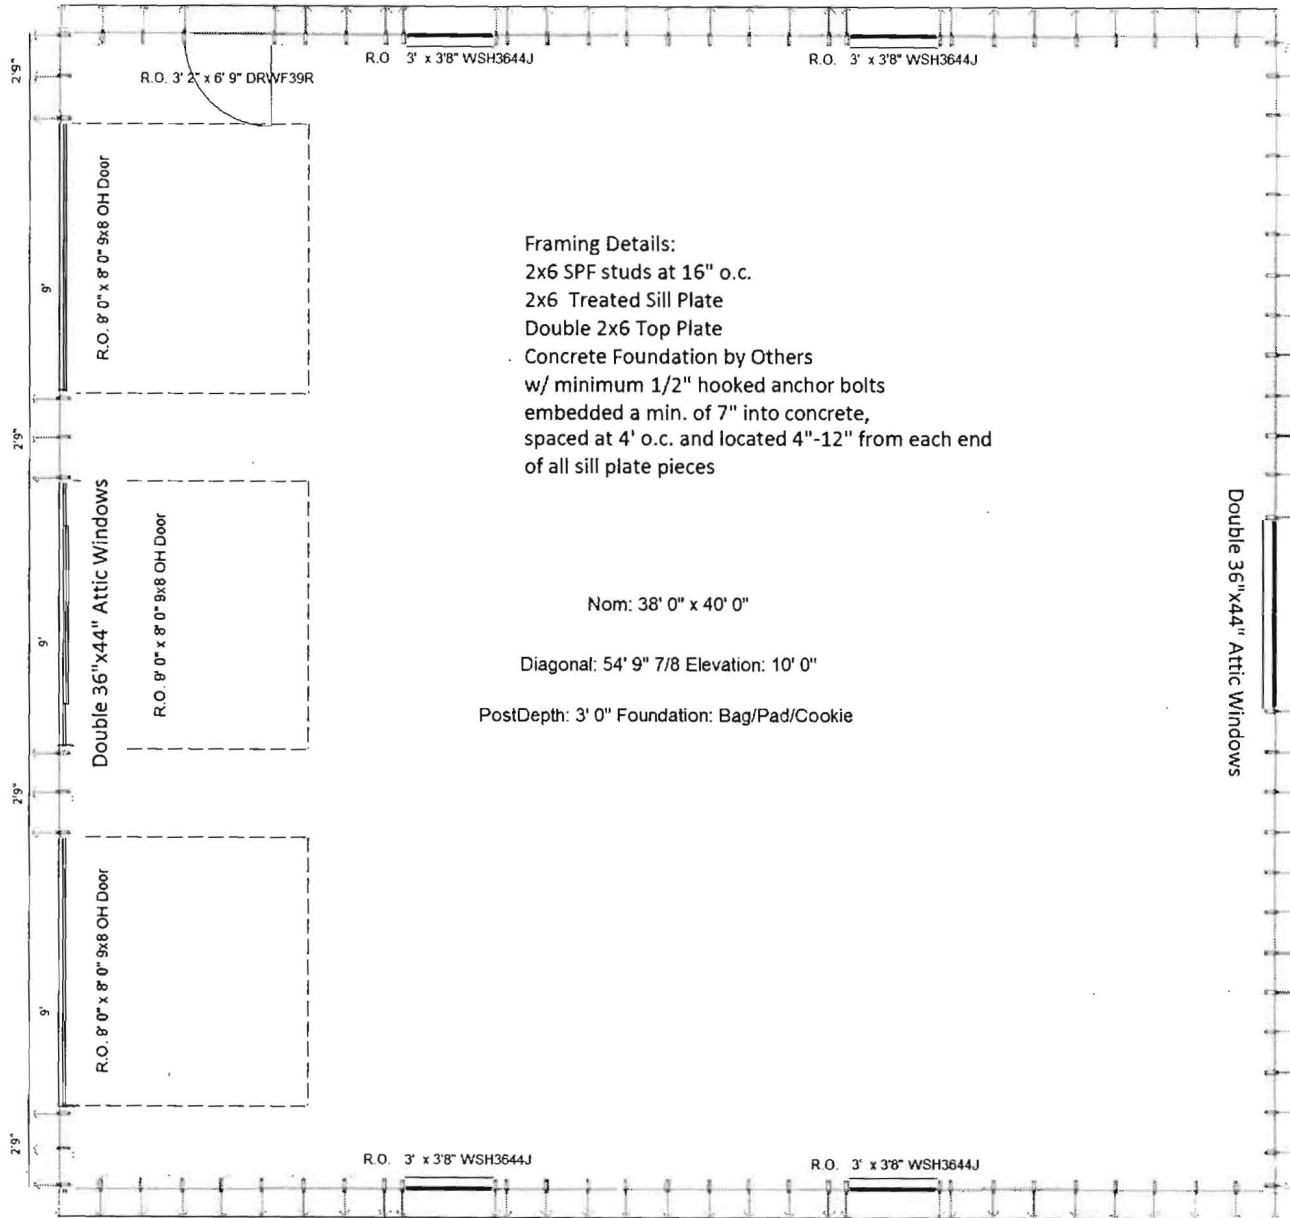 R.O. 3' x 3'8" WSH3644J
R.O. 3' x 3'8" WSH3644J
2'9"
R.O. 3' 2" x 6' 9" DRWF39R
9'
R.O. 9' 0" x 8' 0" 9x8 OH Door
Framing Details:
2x6 SPF studs at 16" o.c.
2x6 Treated Sill Plate
Double 2x6 Top Plate
Concrete Foundation by Others
w/ minimum 1/2" hooked anchor bolts
embedded a min. of 7" into concrete,
spaced at 4' o.c. and located 4"-12" from each end
of all sill plate pieces
2'9"
9'
Double 36"x44" Attic Windows
R.O. 9' 0" x 8' 0" 9x8 OH Door
Nom: 38' 0" x 40' 0"
Diagonal: 54' 9" 7/8 Elevation: 10' 0"
PostDepth: 3' 0" Foundation: Bag/Pad/Cookie
Double 36"x44" Attic Windows
2'9"
9'
R.O. 9' 0" x 8' 0" 9x8 OH Door
2'9"
R.O. 3' x 3'8" WSH3644J
R.O. 3' x 3'8" WSH3644J